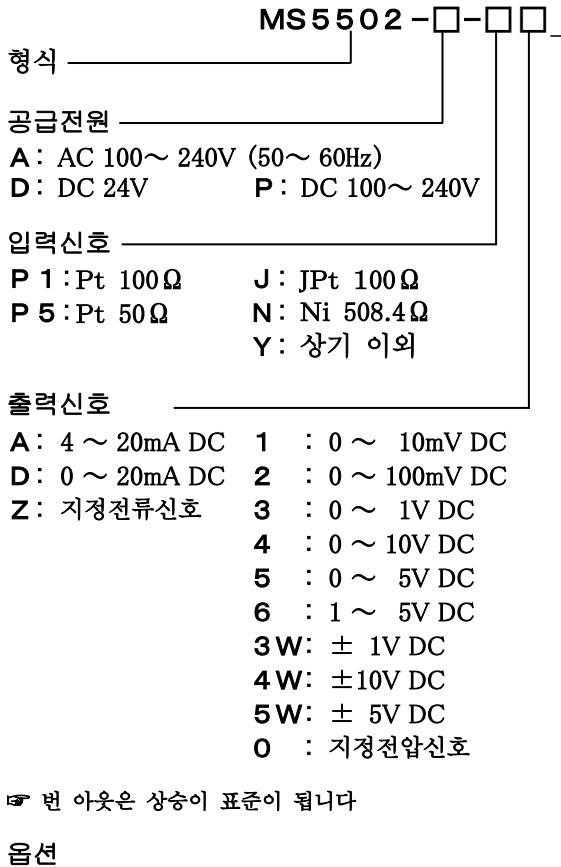 MS5502-□-□□
형식
공급전원
A: AC 100～ 240V (50～ 60Hz)
D: DC 24V P: DC 100～ 240V
입력신호
P 1:Pt 100Ω J: JPt 100Ω
P 5:Pt 50Ω N: Ni 508.4Ω
Y: 상기 이외
출력신호
A: 4 ～ 20mA DC 1 : 0 ～ 10mV DC
D: 0 ～ 20mA DC 2 : 0 ～ 100mV DC
Z: 지정전류신호 3 : 0 ～ 1V DC
4 : 0 ～ 10V DC
5 : 0 ～ 5V DC
6 : 1 ～ 5V DC
3W: ± 1V DC
4W: ±10V DC
5W: ± 5V DC
0 : 지정전압신호
☞ 번 아웃은 상승이 표준이 됩니다
옵션